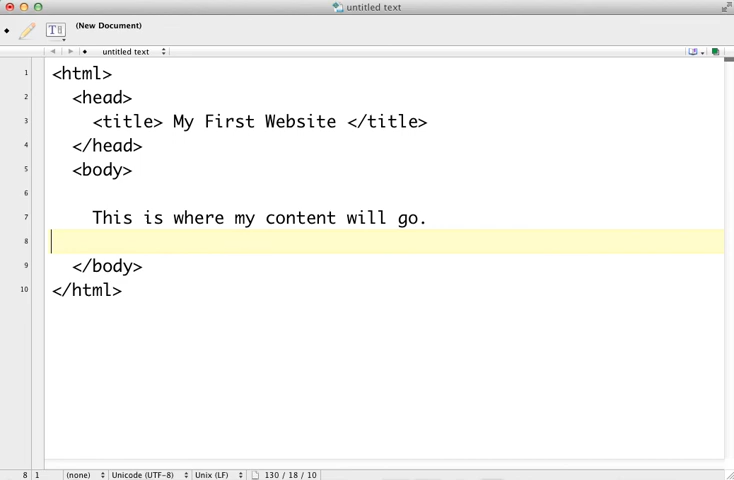 untitled text
(New Document)
untitled text
1 <html>
2 <head>
3 <title> My First Website </title>
4 </head>
5 <body>
6
7 This is where my content will go.
8
9 </body>
10 </html>
8 1 (none) Unicode (UTF-8) Unix (LF) 130 / 18 / 10